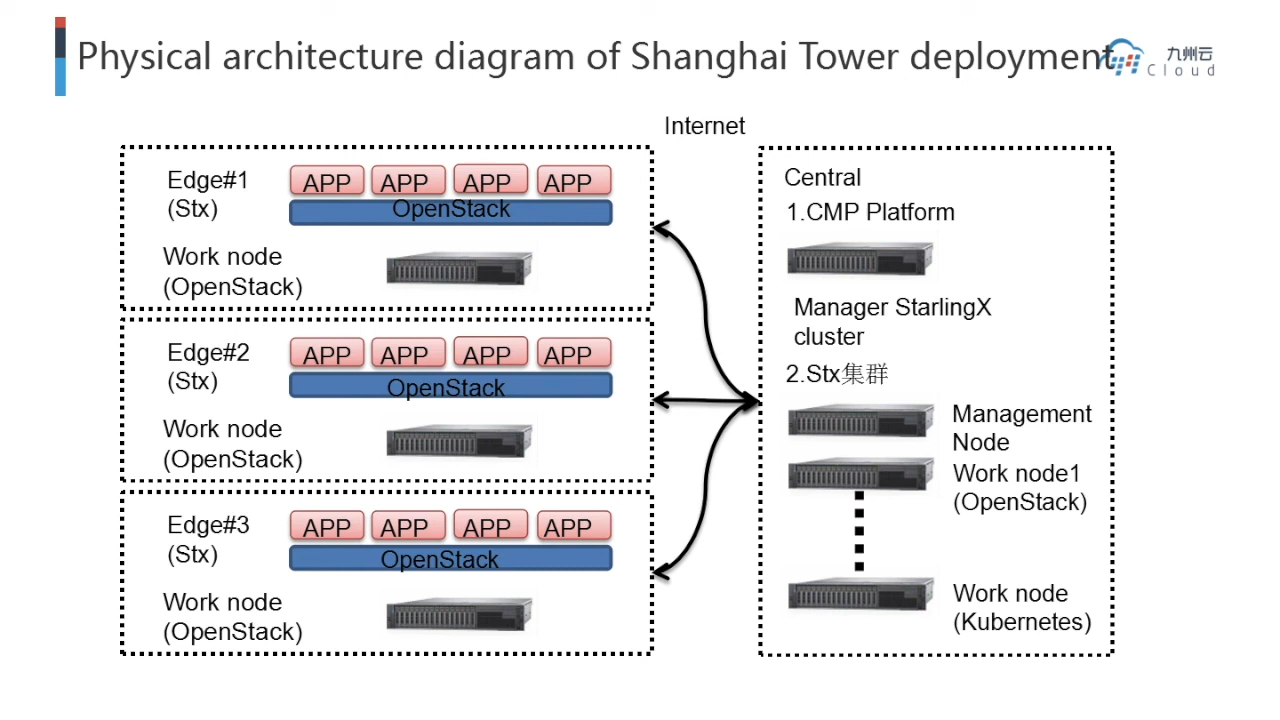 Physical architecture diagram of Shanghai Tower deployment
九州云
Cloud
Internet
Edge#1
(Stx)
APP APP APP APP
OpenStack
Work node
(OpenStack)
Edge#2
(Stx)
APP APP APP APP
OpenStack
Work node
(OpenStack)
Edge#3
(Stx)
APP APP APP APP
OpenStack
Work node
(OpenStack)
Central
1.CMP Platform
Manager StarlingX
cluster
2.Stx集群
Management
Node
Work node1
(OpenStack)
Work node
(Kubernetes)